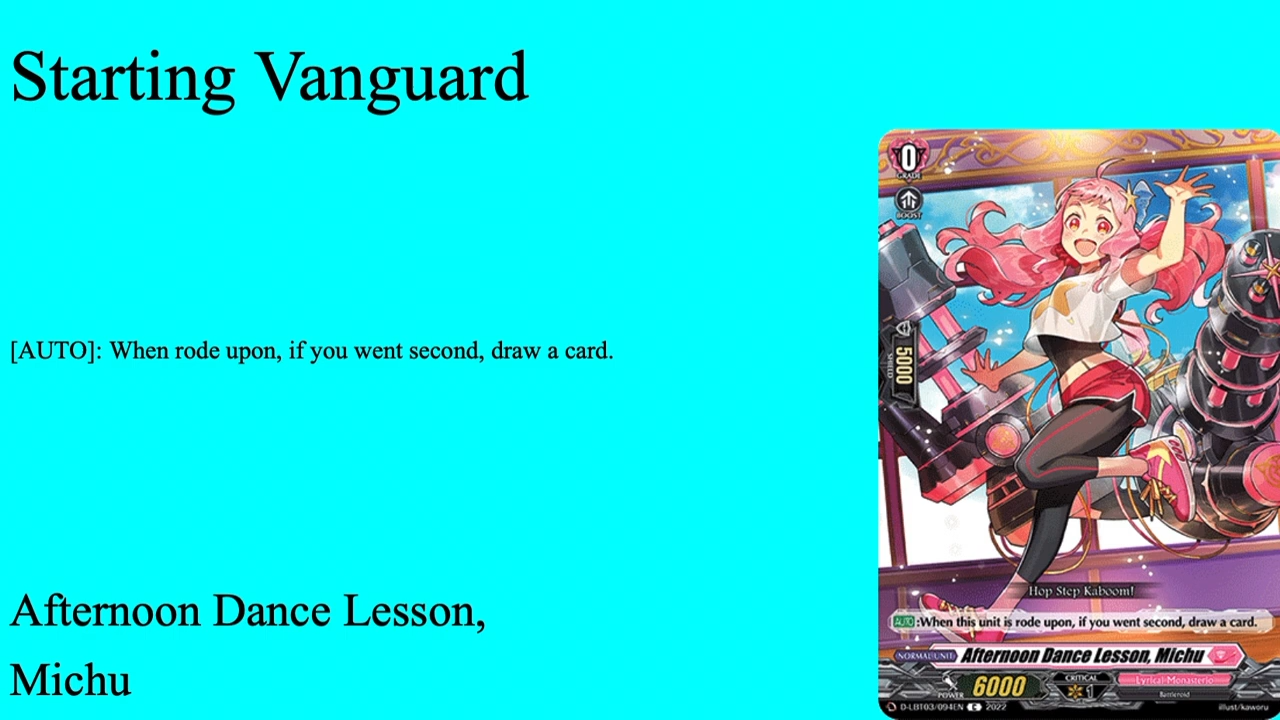 Starting Vanguard
[AUTO]: When rode upon, if you went second, draw a card.
Afternoon Dance Lesson,
Michu
0
GRADE
BOOST
SHIELD 5000
Hop Step Kaboom!
AUTO:When this unit is rode upon, if you went second, draw a card.
NORMAL UNIT Afternoon Dance Lesson, Michu
POWER 6000 CRITICAL 1 Lyrical Monasterio
Battleroid
D-LBT03/094EN C 2022 illust/kaworu